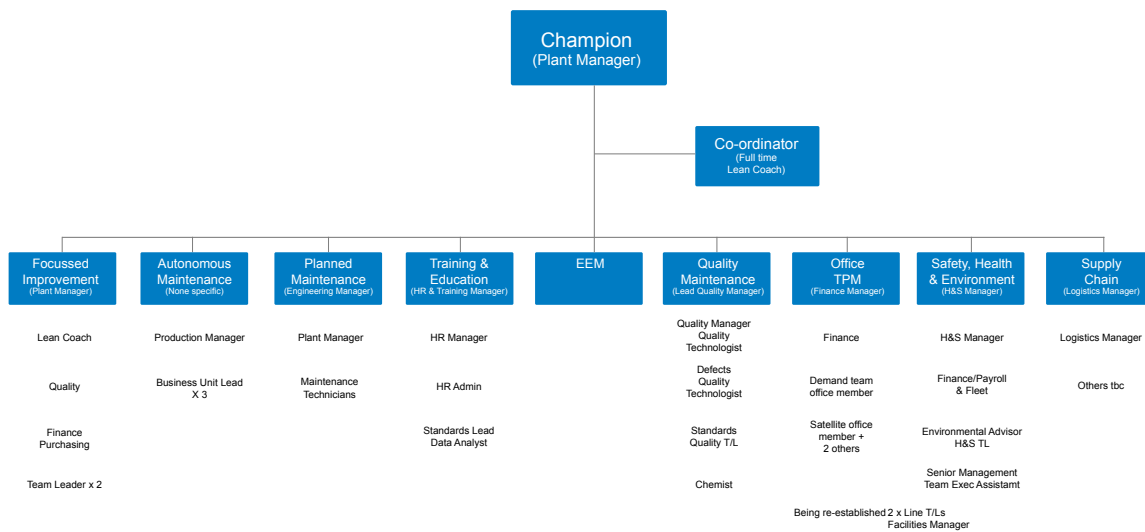 Champion
(Plant Manager)
Co-ordinator
(Full time
Lean Coach)
Focussed
Improvement
(Plant Manager)
Lean Coach
Quality
Finance
Purchasing
Team Leader x 2
Autonomous
Maintenance
(None specific)
Production Manager
Business Unit Lead
X 3
Planned
Maintenance
(Engineering Manager)
Plant Manager
Maintenance
Technicians
Training &
Education
(HR & Training Manager)
HR Manager
HR Admin
Standards Lead
Data Analyst
EEM
Quality
Maintenance
(Lead Quality Manager)
Quality Manager
Quality
Technologist
Defects
Quality
Technologist
Standards
Quality T/L
Chemist
Office
TPM
(Finance Manager)
Finance
Demand team
office member
Satellite office
member +
2 others
Being re-established
Safety, Health
& Environment
(H&S Manager)
H&S Manager
Finance/Payroll
& Fleet
Environmental Advisor
H&S TL
Senior Management
Team Exec Assistamt
2 x Line T/Ls
Facilities Manager
Supply
Chain
(Logistics Manager)
Logistics Manager
Others tbc